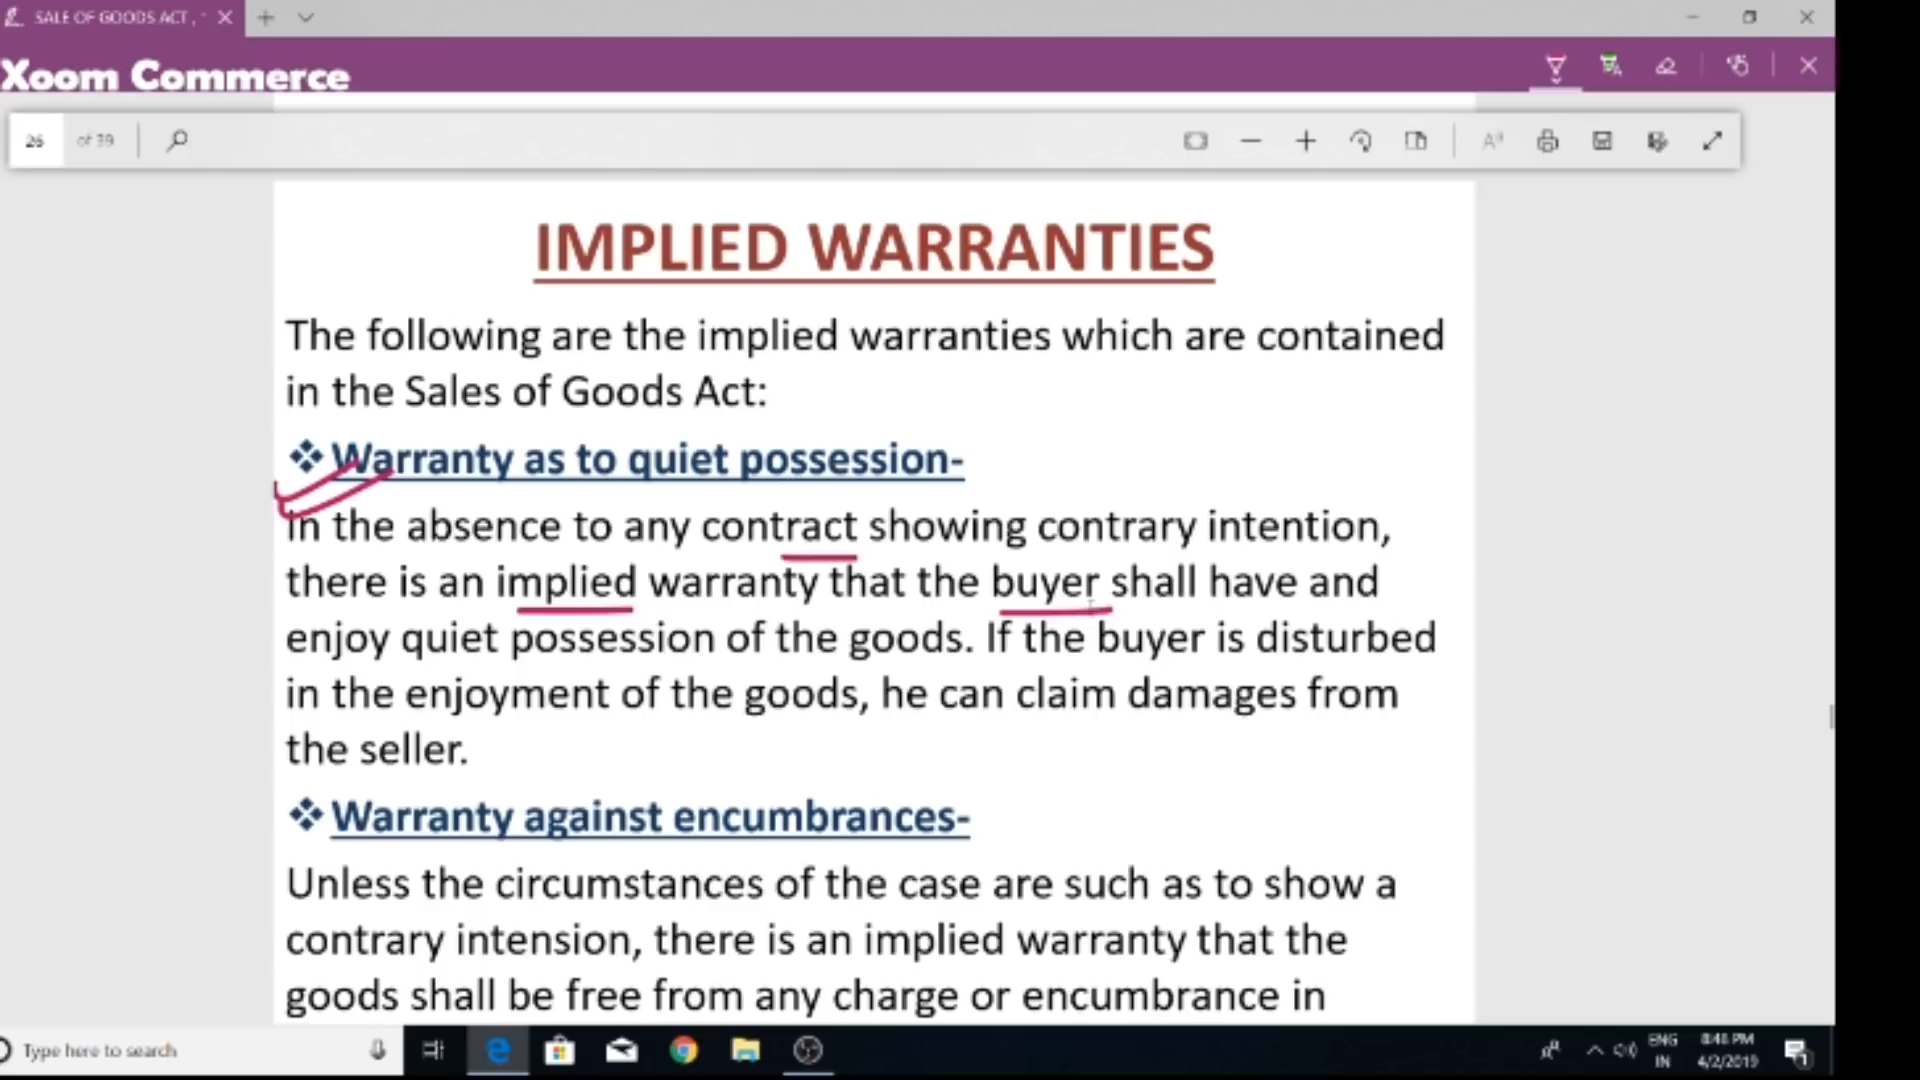 SALE OF GOODS ACT ,
Xoom Commerce
26 of 39
IMPLIED WARRANTIES
The following are the implied warranties which are contained
in the Sales of Goods Act:
Warranty as to quiet possession-
In the absence to any contract showing contrary intention,
there is an implied warranty that the buyer shall have and
enjoy quiet possession of the goods. If the buyer is disturbed
in the enjoyment of the goods, he can claim damages from
the seller.
Warranty against encumbrances-
Unless the circumstances of the case are such as to show a
contrary intension, there is an implied warranty that the
goods shall be free from any charge or encumbrance in
Type here to search
ENG
IN
8:48 PM
4/2/2019